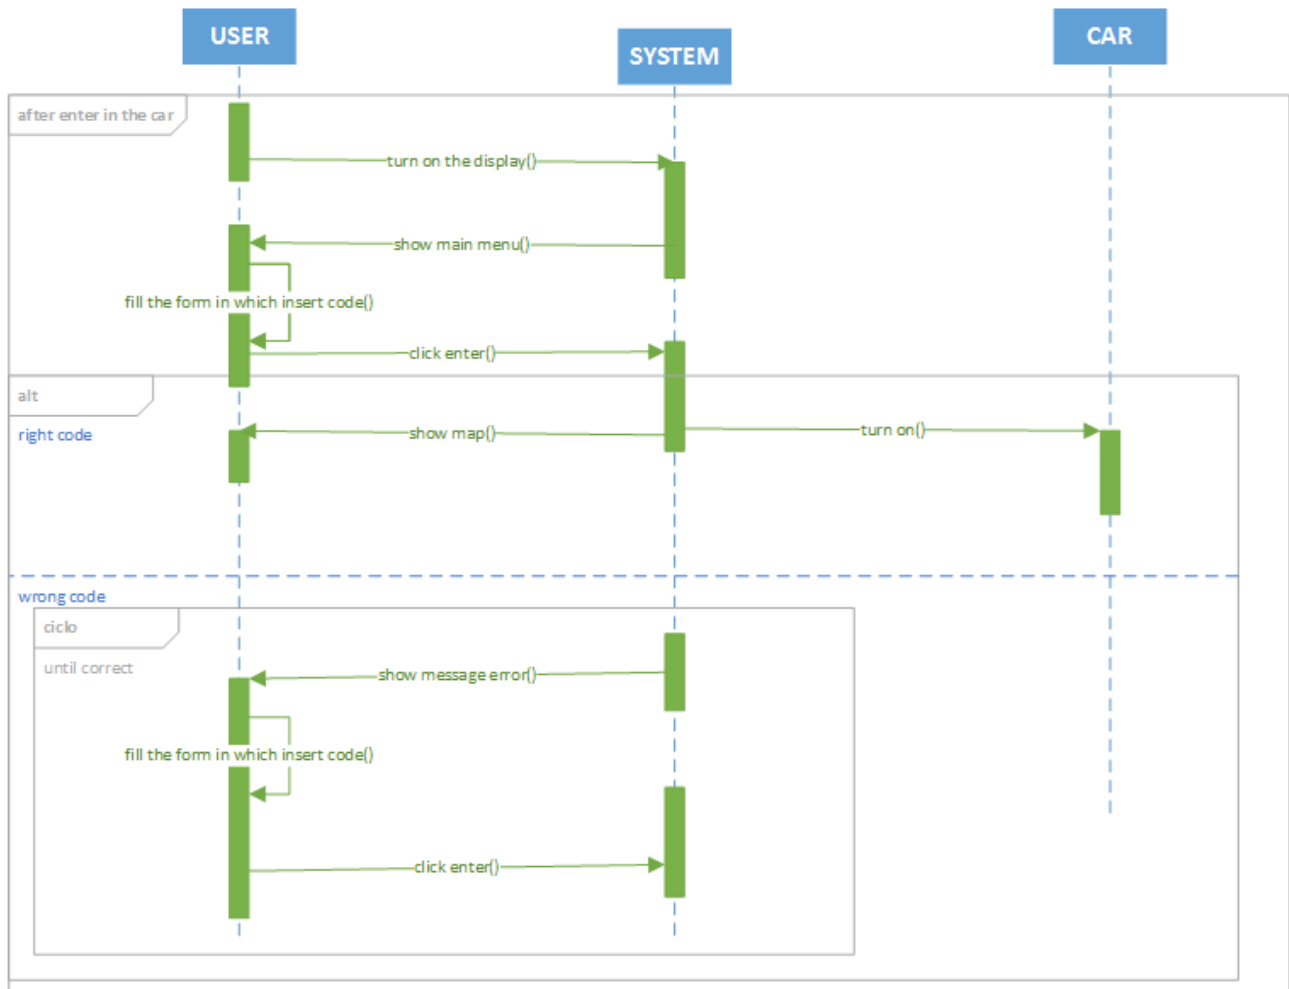 USER
SYSTEM
CAR
after enter in the car
turn on the display()
show main menu()
fill the form in which insert code()
click enter()
alt
right code
show map()
turn on()
wrong code
ciclo
until correct
show message error()
fill the form in which insert code()
click enter()